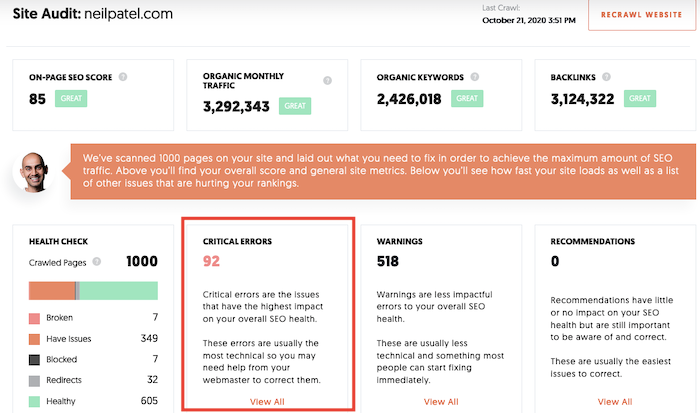 Site Audit: neilpatel.com
Last Crawl:
October 21, 2020 3:51 PM
RECRAWL WEBSITE
ON-PAGE SEO SCORE ?
85 GREAT
ORGANIC MONTHLY
TRAFFIC ?
3,292,343 GREAT
ORGANIC KEYWORDS ?
2,426,018 GREAT
BACKLINKS ?
3,124,322 GREAT
We've scanned 1000 pages on your site and laid out what you need to fix in order to achieve the maximum amount of SEO
traffic. Above you'll find your overall score and general site metrics. Below you'll see how fast your site loads as well as a list
of other issues that are hurting your rankings.
HEALTH CHECK
Crawled Pages ? 1000
Broken 7
Have Issues 349
Blocked 7
Redirects 32
Healthy 605
CRITICAL ERRORS
92
Critical errors are the issues
that have the highest impact
on your overall SEO health.
These errors are usually the
most technical so you may
need help from your
webmaster to correct them.
View All
WARNINGS
518
Warnings are less impactful
errors to your overall SEO
health.
These are usually less
technical and something most
people can start fixing
immediately.
View All
RECOMMENDATIONS
0
Recommendations have little
or no impact on your SEO
health but are still important
to be aware of and correct.
These are usually the easiest
issues to correct.
View All